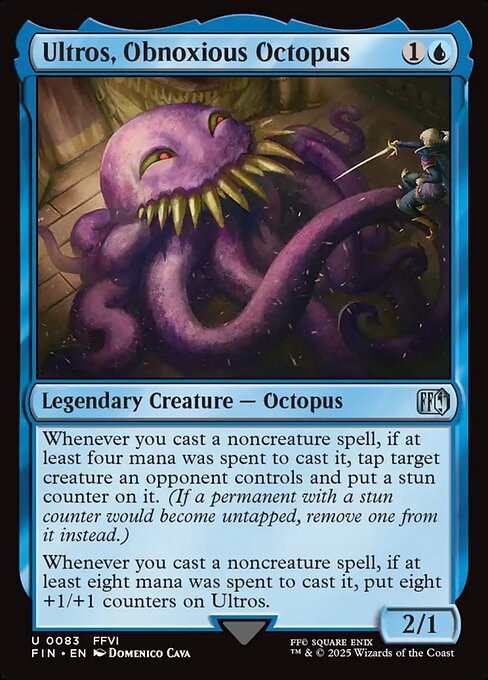 Ultros, Obnoxious Octopus 1
Legendary Creature — Octopus FF
Whenever you cast a noncreature spell, if at
least four mana was spent to cast it, tap target
creature an opponent controls and put a stun
counter on it. (If a permanent with a stun
counter would become untapped, remove one from
it instead.)
Whenever you cast a noncreature spell, if at
least eight mana was spent to cast it, put eight
+1/+1 counters on Ultros.
2/1
U 0083 FFVI
FIN • EN Domenico Cava
FF© SQUARE ENIX
™ & © 2025 Wizards of the Coast